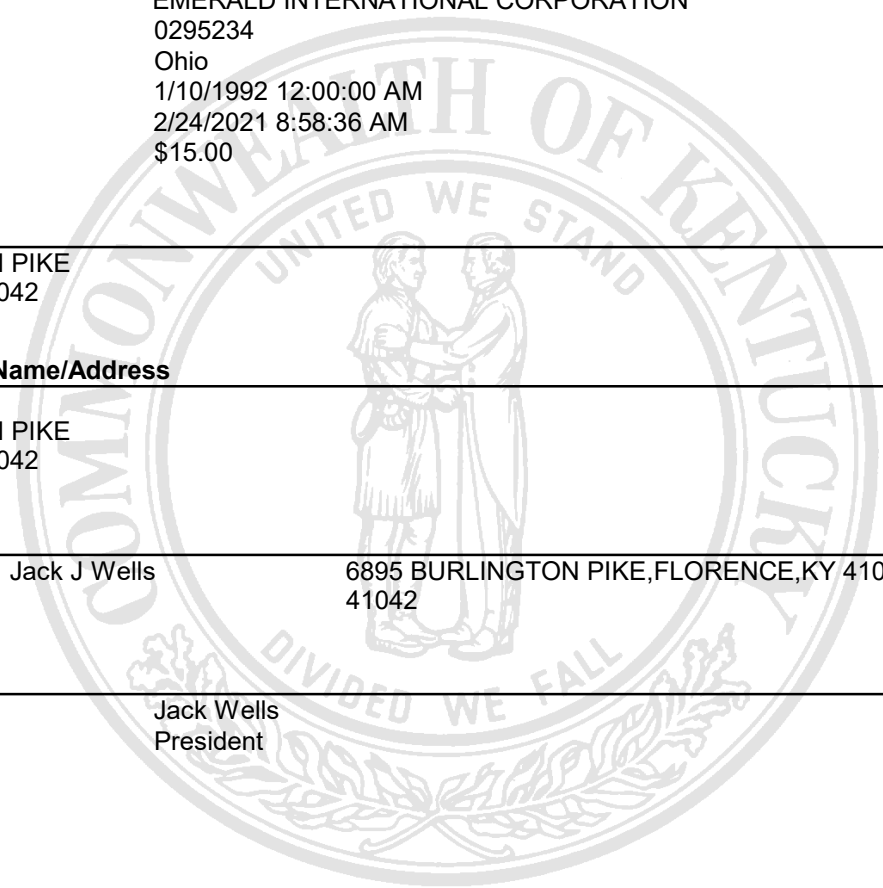 EMERALD INTERNATIONAL CORPORATION
0295234
Ohio
1/10/1992 12:00:00 AM
2/24/2021 8:58:36 AM
$15.00
PIKE
042
Name/Address
PIKE
042
Jack J Wells 6895 BURLINGTON PIKE,FLORENCE,KY 410
41042
Jack Wells
President
COMMONWEALTH OF KENTUCKY
UNITED WE STAND
DIVIDED WE FALL